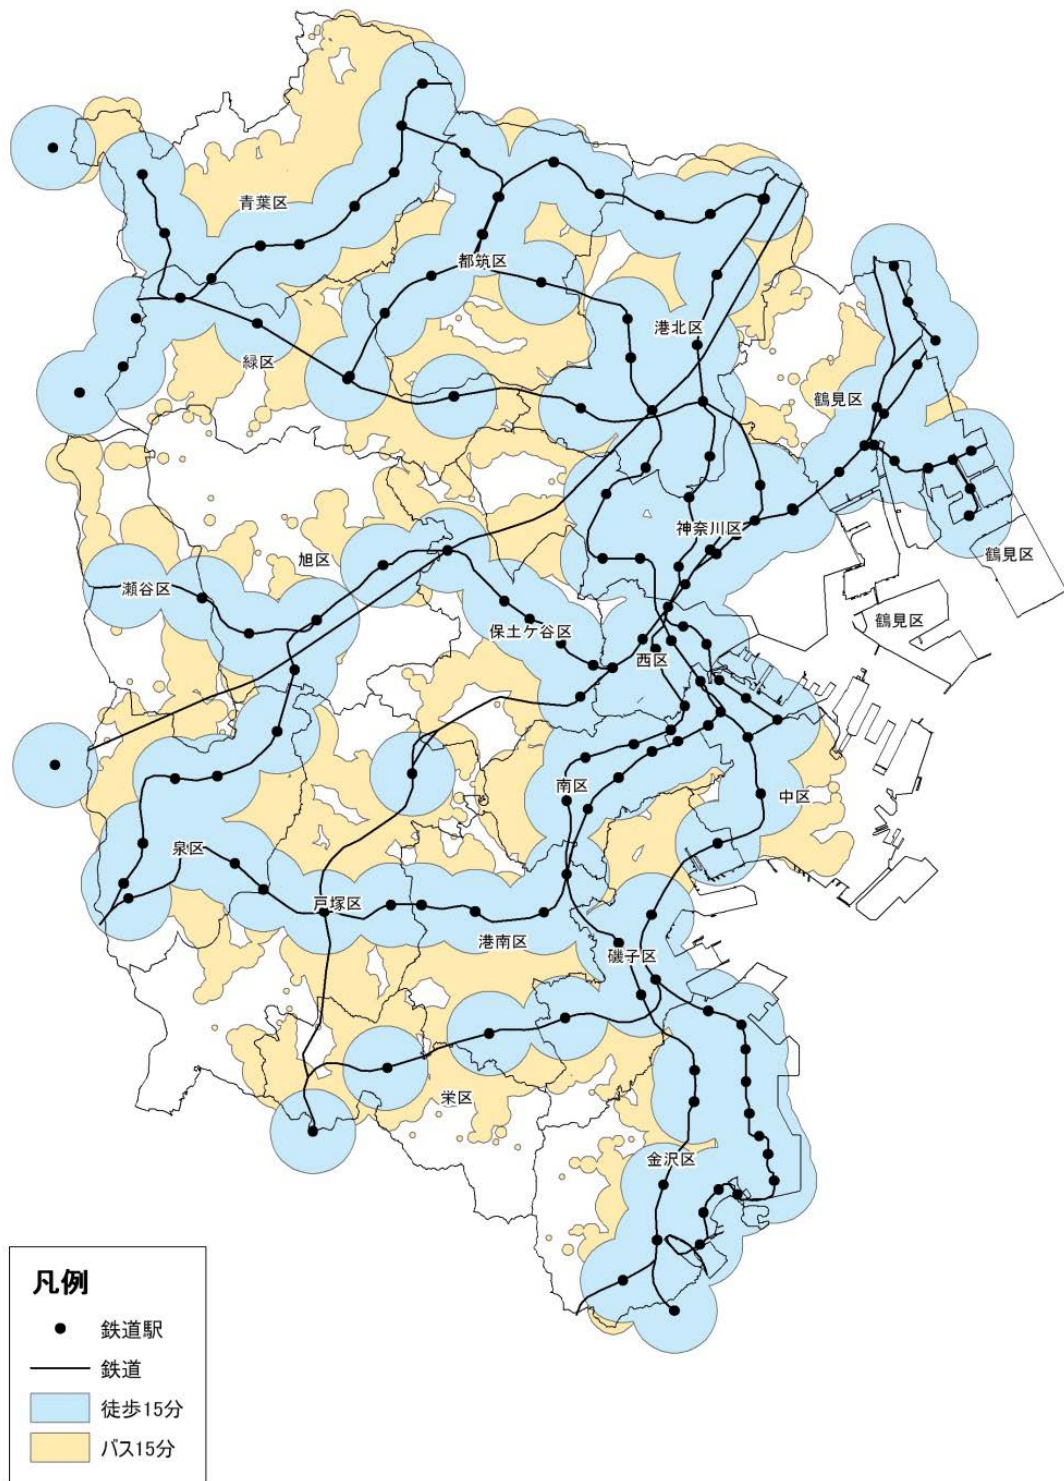 青葉区
都筑区
港北区
緑区
鶴見区
神奈川区
鶴見区
旭区
瀬谷区
鶴見区
保土ケ谷区
西区
南区
中区
泉区
戸塚区
港南区
磯子区
栄区
金沢区
凡例
鉄道駅
鉄道
徒歩15分
バス15分